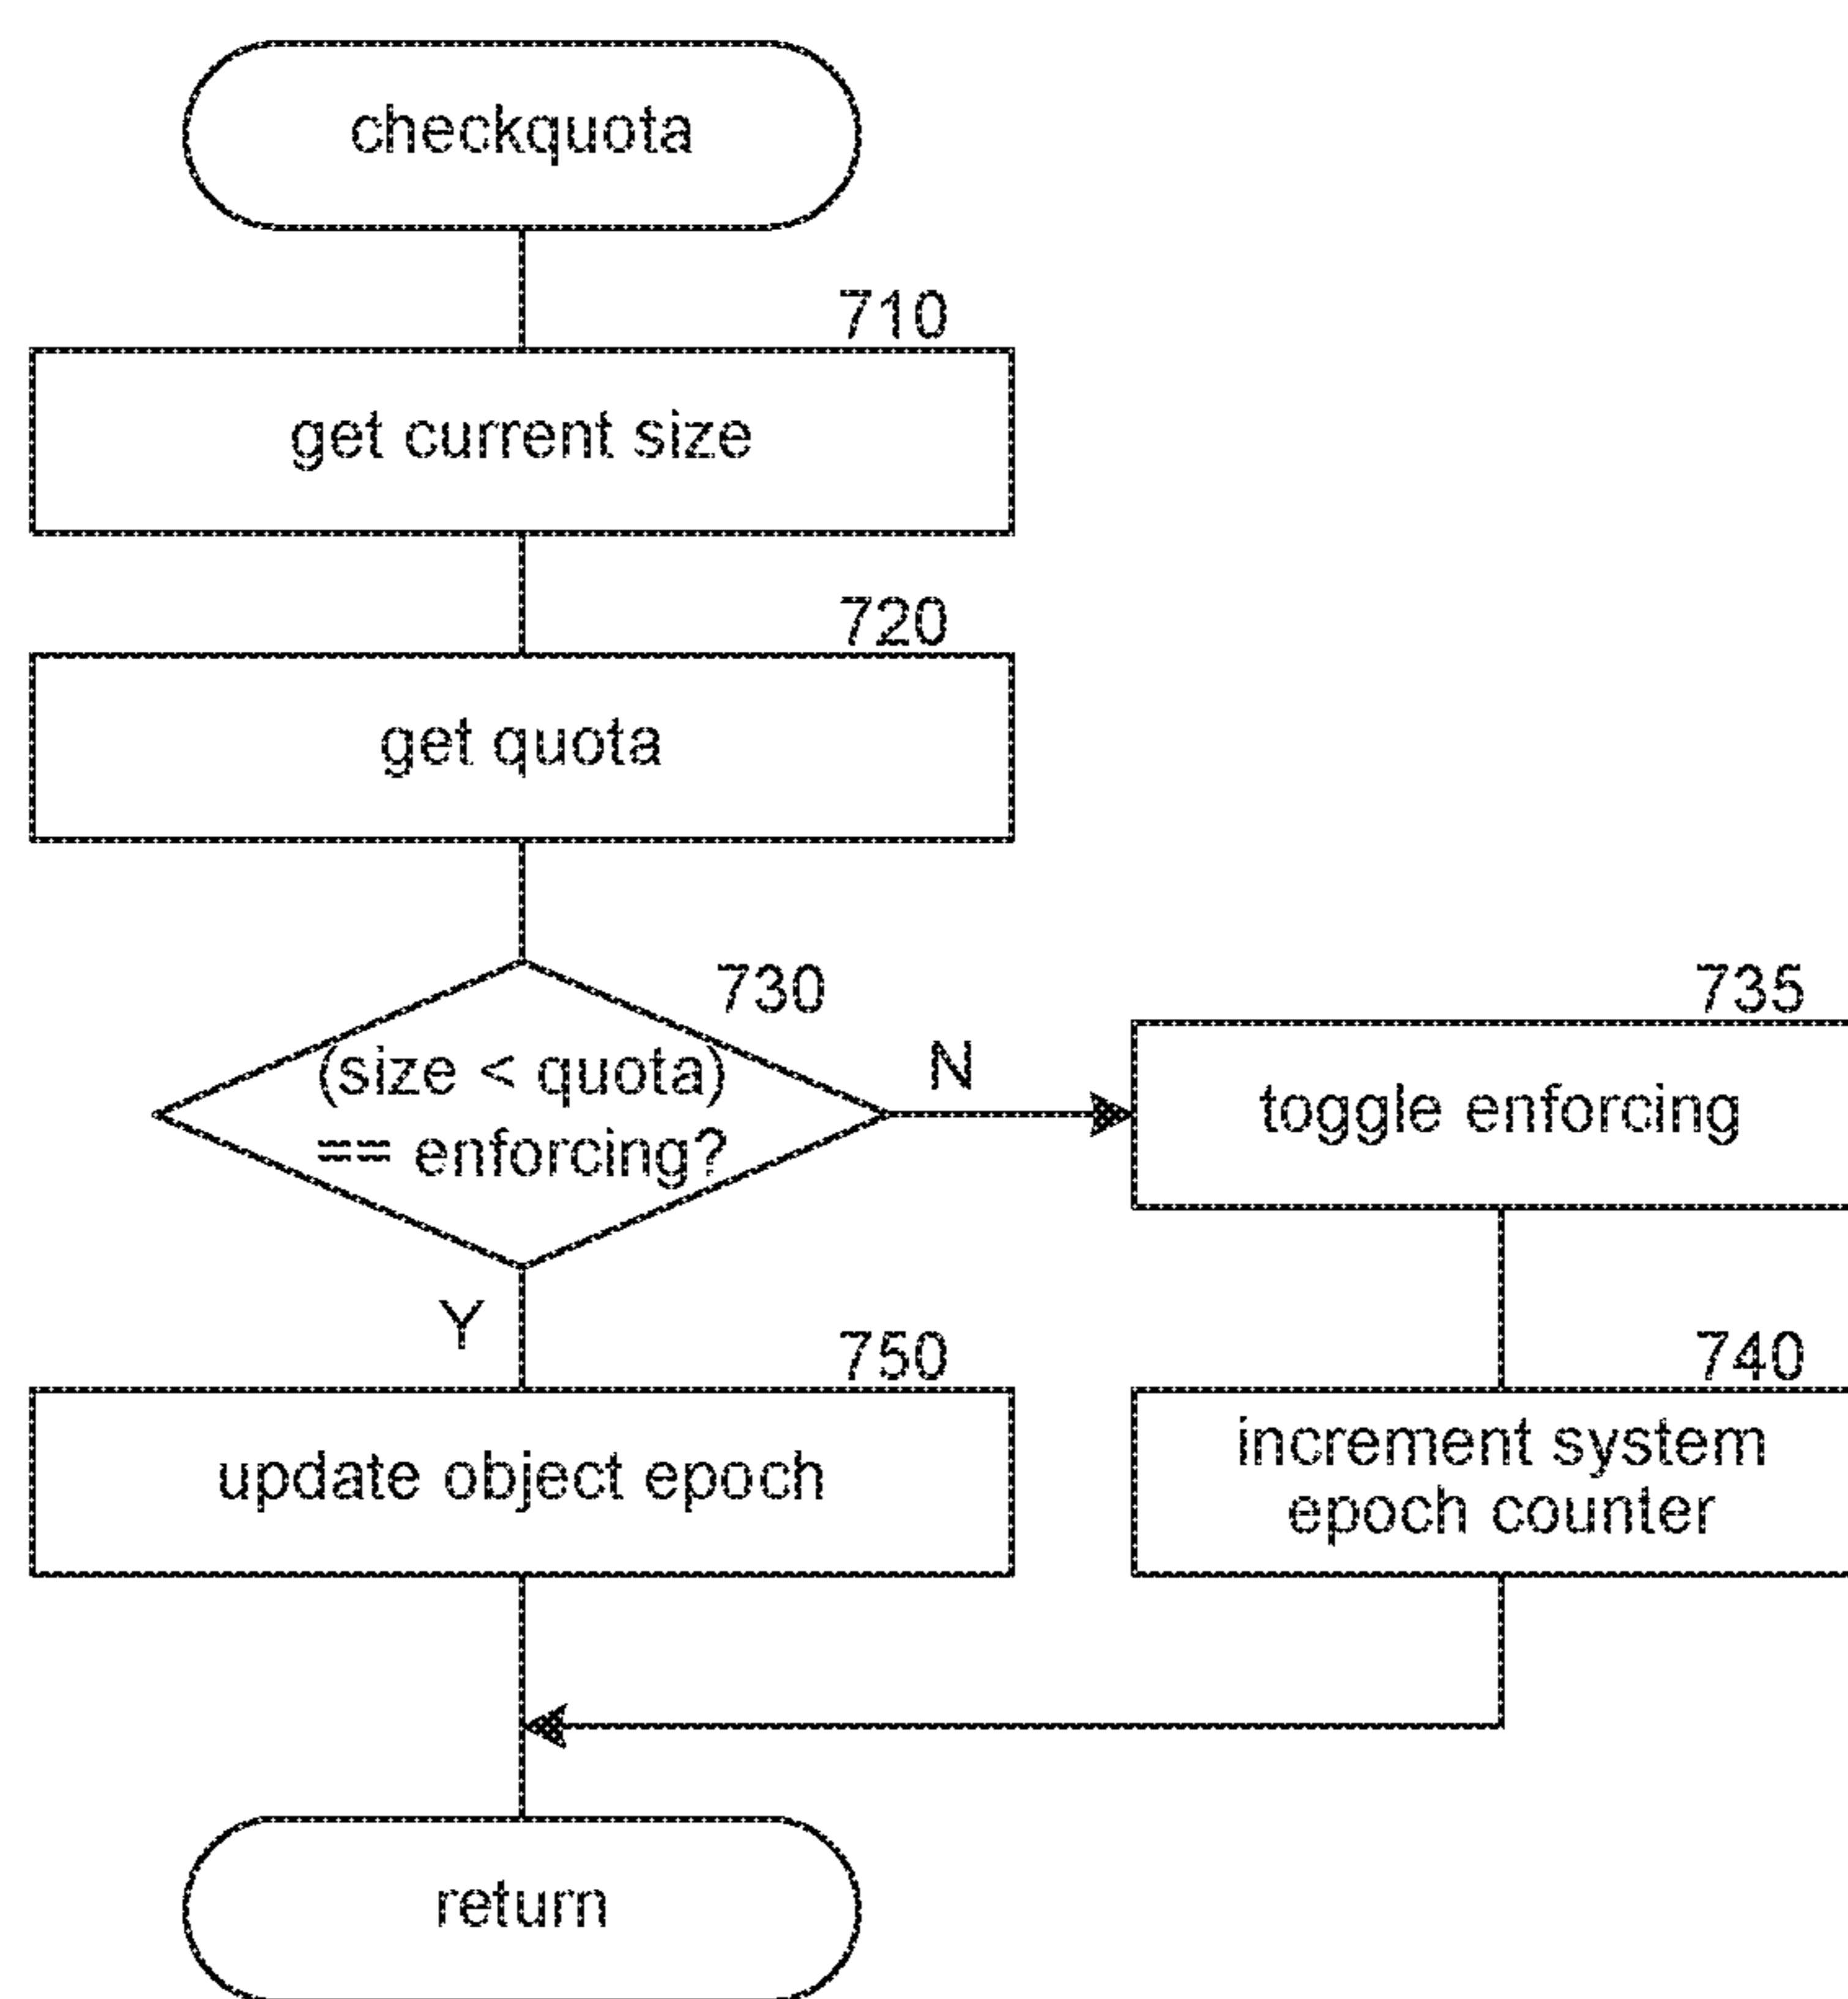 checkquota
710
get current size
720
get quota
730
(size < quota)
== enforcing?
N
735
toggle enforcing
Y
750
update object epoch
740
increment system
epoch counter
return